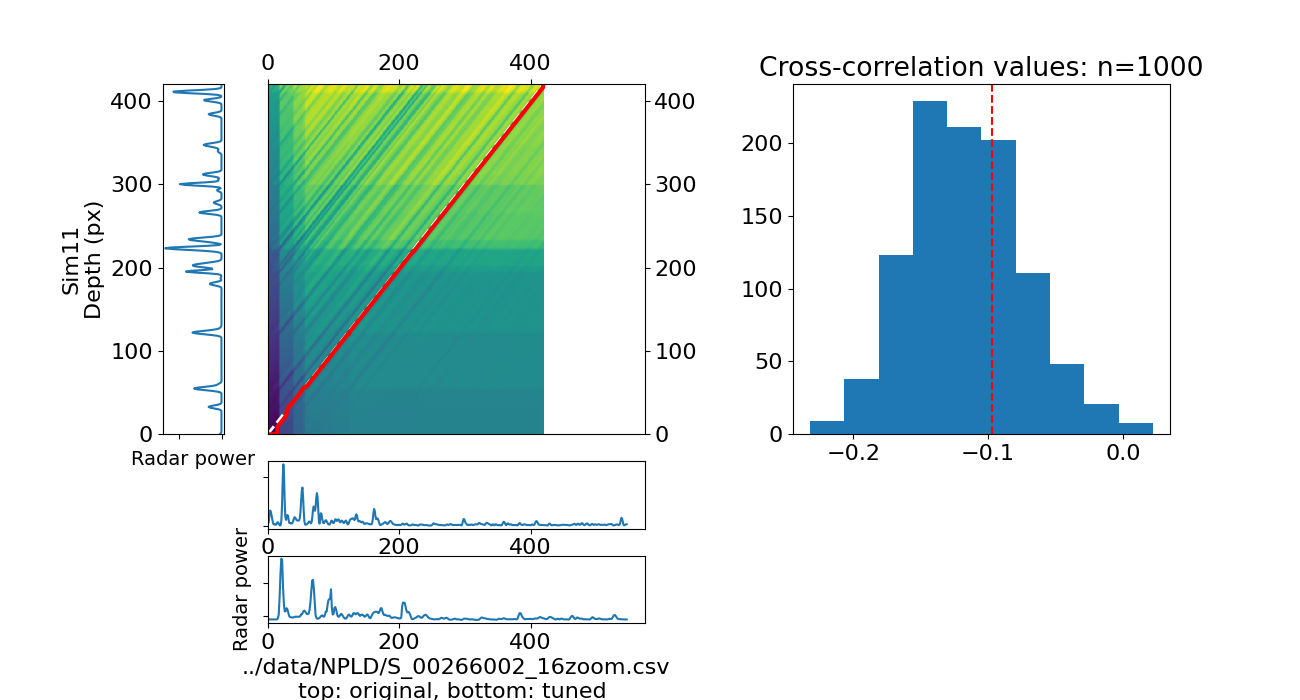 0 200 400
Cross-correlation values: n=1000
400
300
200
100
0
Sim11
Depth (px)
Radar power
400
300
200
100
0
200
150
100
50
0
−0.2 −0.1 0.0
0 200 400
Radar power
0 200 400
../data/NPLD/S_00266002_16zoom.csv
top: original, bottom: tuned